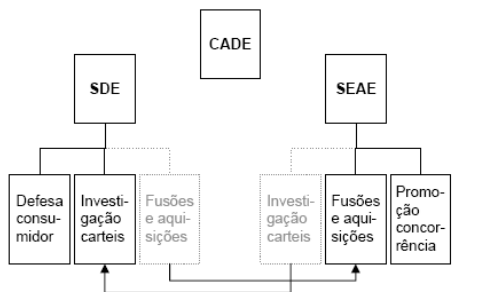 CADE
SDE
SEAE
Defesa
consu-
midor
Investi-
gação
carteis
Fusões
e aqui-
sições
Investi-
gação
carteis
Fusões
e aqui-
sições
Promo-
ção
concor-
rência